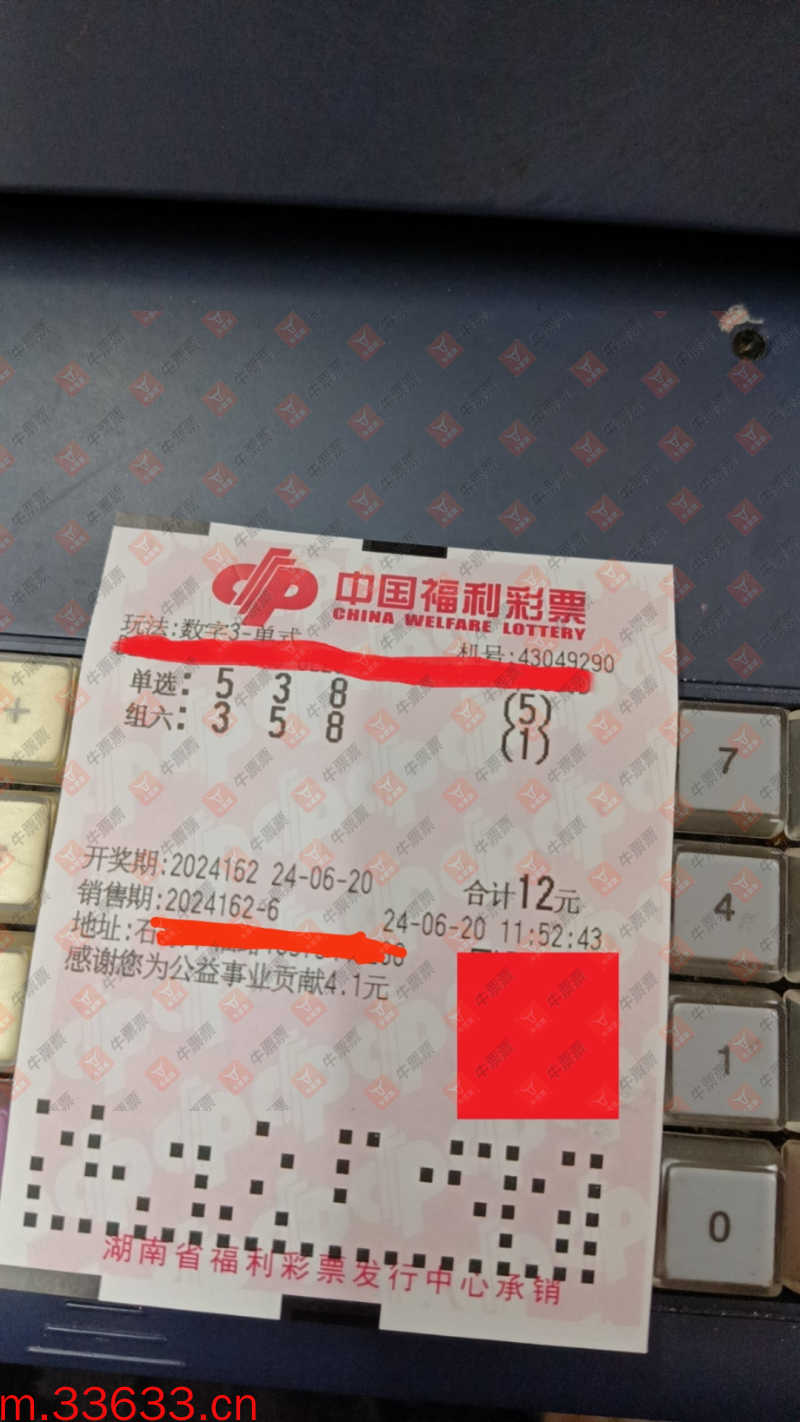 中国福利彩票
CHINA WELFARE LOTTERY
玩法:数字3-单式
机号:43049290
单选: 5 3 8 (5)
组六: 3 5 8 (1)
开奖期:2024162 24-06-20
合计12元
销售期:2024162-6
24-06-20 11:52:43
地址:石
感谢您为公益事业贡献4.1元
湖南省福利彩票发行中心承销
+
7
4
1
0
牛票票
m.33633.cn